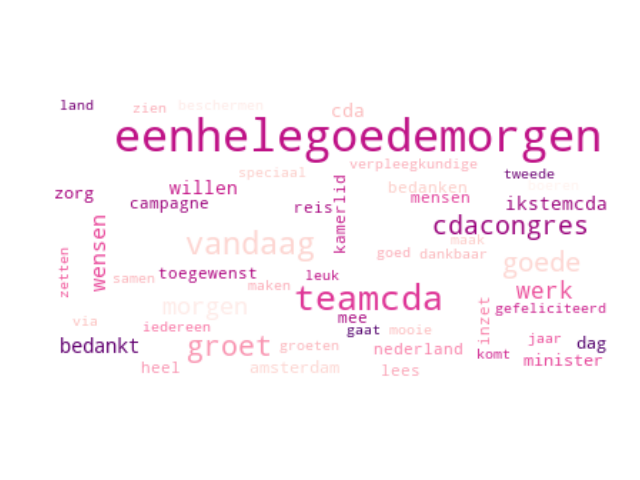 land zien beschermen cda
eenhelegoedemorgen
verpleegkundige
speciaal tweede
zorg willen bedanken
campagne reis kamerlid mensen ikstemcda
cdacongres
wensen vandaag maak
goed dankbaar goede
zetten samen toegewenst leuk
maken teamcda werk
morgen inzet gefeliciteerd
via iedereen mee
gaat mooie jaar
bedankt groet groeten nederland komt dag
heel amsterdam lees minister